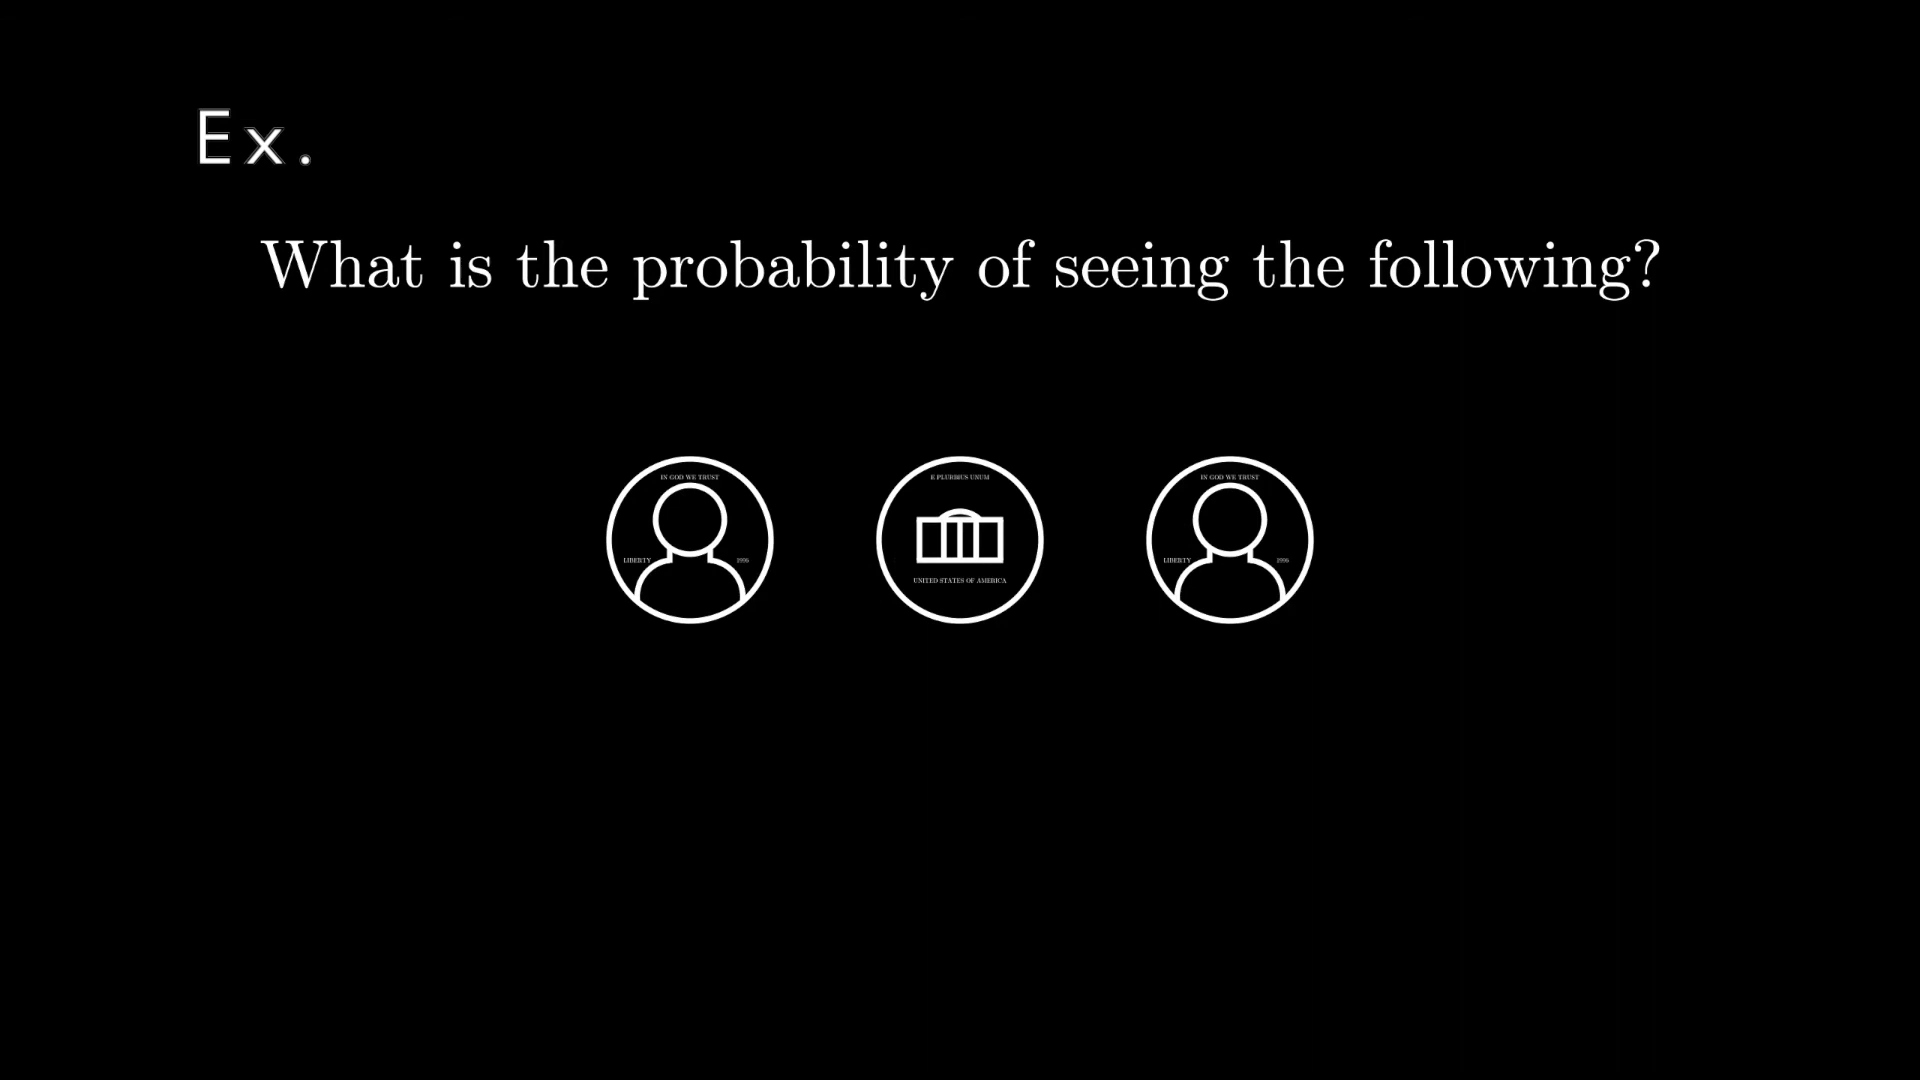 Ex.
What is the probability of seeing the following?
IN GOD WE TRUST
LIBERTY
E PLURIBUS UNUM
UNITED STATES OF AMERICA
IN GOD WE TRUST
LIBERTY